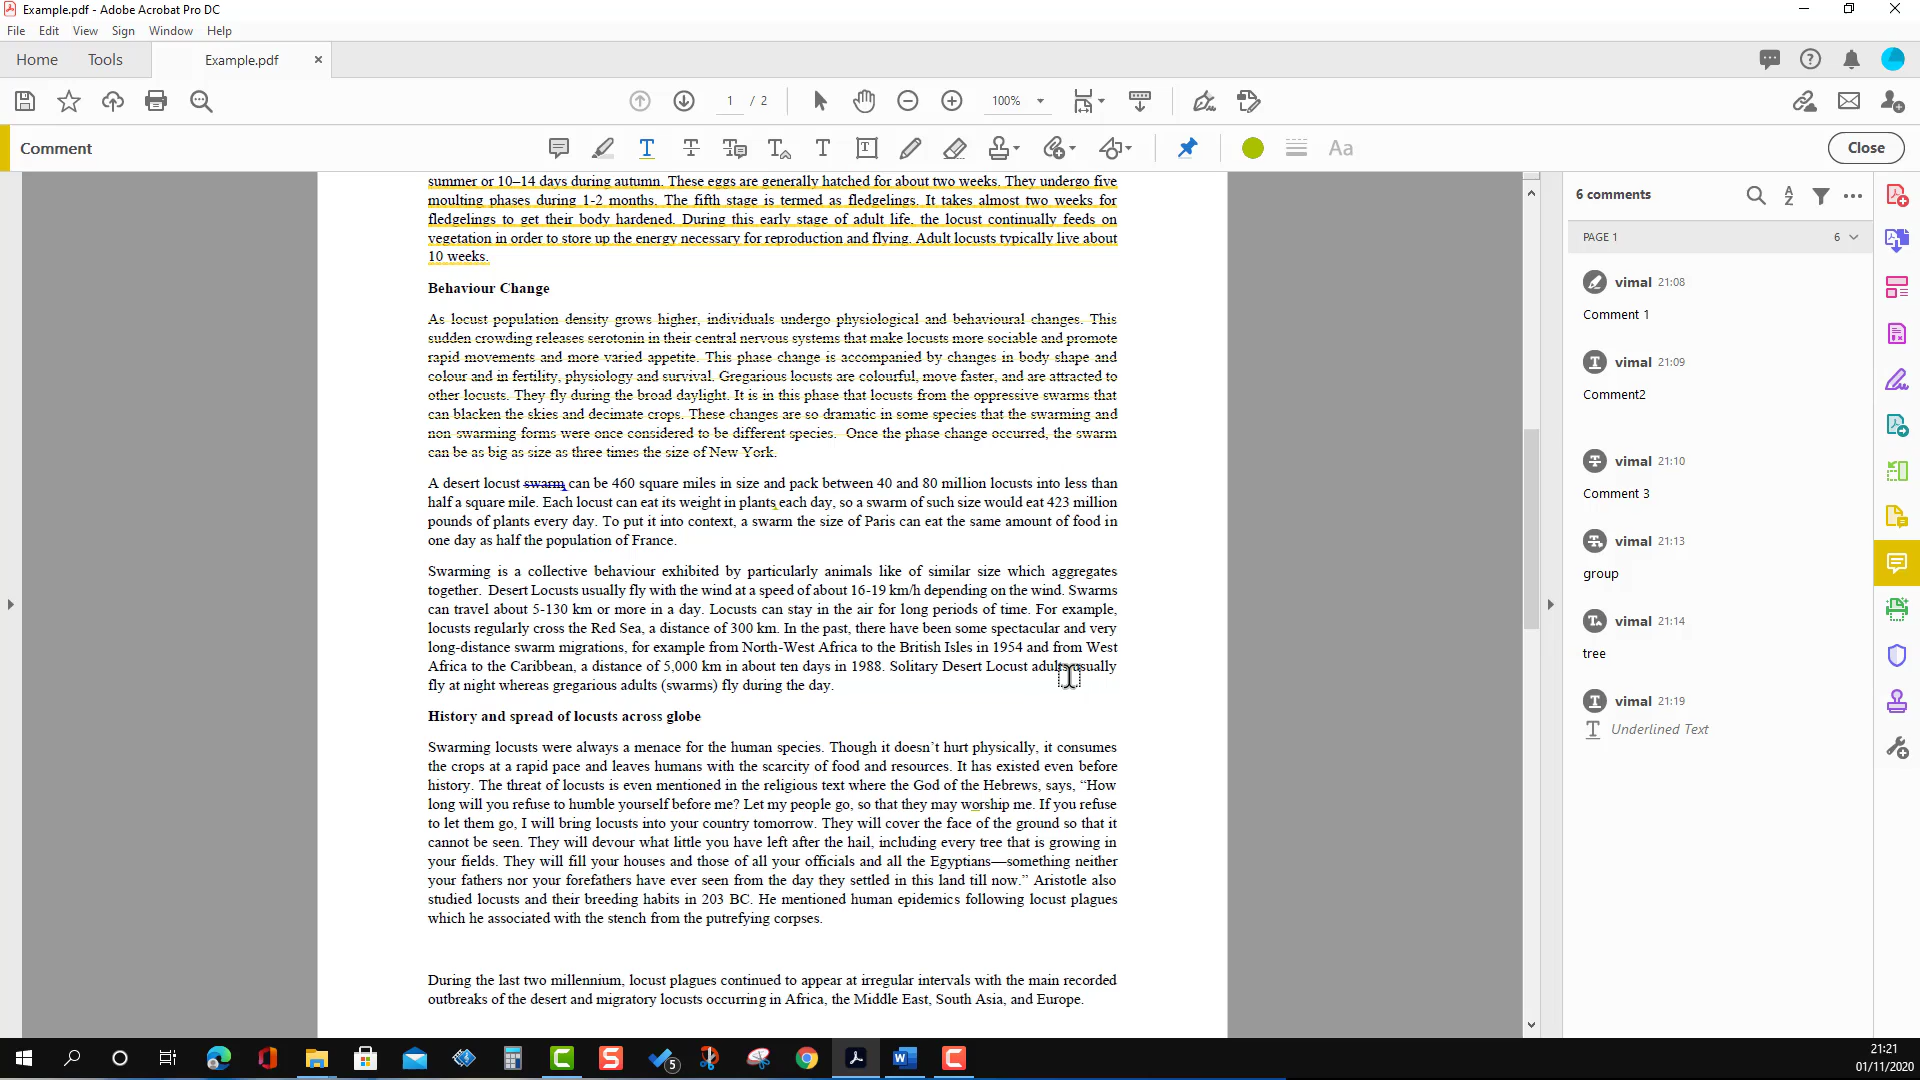 Example.pdf - Adobe Acrobat Pro DC
File Edit View Sign Window Help
Home Tools Example.pdf
1 / 2 100%
Comment Close
summer or 10–14 days during autumn. These eggs are generally hatched for about two weeks. They undergo five
moulting phases during 1-2 months. The fifth stage is termed as fledgelings. It takes almost two weeks for
fledgelings to get their body hardened. During this early stage of adult life, the locust continually feeds on
vegetation in order to store up the energy necessary for reproduction and flying. Adult locusts typically live about
10 weeks.
Behaviour Change
As locust population density grows higher, individuals undergo physiological and behavioural changes. This
sudden crowding releases serotonin in their central nervous systems that make locusts more sociable and promote
rapid movements and more varied appetite. This phase change is accompanied by changes in body shape and
colour and in fertility, physiology and survival. Gregarious locusts are colourful, move faster, and are attracted to
other locusts. They fly during the broad daylight. It is in this phase that locusts from the oppressive swarms that
can blacken the skies and decimate crops. These changes are so dramatic in some species that the swarming and
non swarming forms were once considered to be different species. Once the phase change occurred, the swarm
can be as big as size as three times the size of New York.
A desert locust swarm can be 460 square miles in size and pack between 40 and 80 million locusts into less than
half a square mile. Each locust can eat its weight in plants each day, so a swarm of such size would eat 423 million
pounds of plants every day. To put it into context, a swarm the size of Paris can eat the same amount of food in
one day as half the population of France.
Swarming is a collective behaviour exhibited by particularly animals like of similar size which aggregates
together. Desert Locusts usually fly with the wind at a speed of about 16-19 km/h depending on the wind. Swarms
can travel about 5-130 km or more in a day. Locusts can stay in the air for long periods of time. For example,
locusts regularly cross the Red Sea, a distance of 300 km. In the past, there have been some spectacular and very
long-distance swarm migrations, for example from North-West Africa to the British Isles in 1954 and from West
Africa to the Caribbean, a distance of 5,000 km in about ten days in 1988. Solitary Desert Locust adults usually
fly at night whereas gregarious adults (swarms) fly during the day.
History and spread of locusts across globe
Swarming locusts were always a menace for the human species. Though it doesn't hurt physically, it consumes
the crops at a rapid pace and leaves humans with the scarcity of food and resources. It has existed even before
history. The threat of locusts is even mentioned in the religious text where the God of the Hebrews, says, “How
long will you refuse to humble yourself before me? Let my people go, so that they may worship me. If you refuse
to let them go, I will bring locusts into your country tomorrow. They will cover the face of the ground so that it
cannot be seen. They will devour what little you have left after the hail, including every tree that is growing in
your fields. They will fill your houses and those of all your officials and all the Egyptians—something neither
your fathers nor your forefathers have ever seen from the day they settled in this land till now.” Aristotle also
studied locusts and their breeding habits in 203 BC. He mentioned human epidemics following locust plagues
which he associated with the stench from the putrefying corpses.
During the last two millennium, locust plagues continued to appear at irregular intervals with the main recorded
outbreaks of the desert and migratory locusts occurring in Africa, the Middle East, South Asia, and Europe.
6 comments
PAGE 1 6
vimal 21:08
Comment 1
vimal 21:09
Comment2
vimal 21:10
Comment 3
vimal 21:13
group
vimal 21:14
tree
vimal 21:19
Underlined Text
5
21:21
01/11/2020